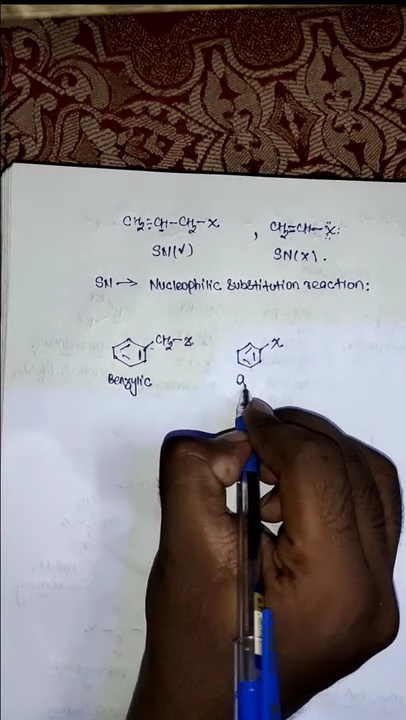 CH₂=CH-CH₂-X , CH₂=CH-Ẍ:
SN(✓) SN(x).
SN → Nucleophilic substitution reaction:
CH₂-X X
Benzylic a